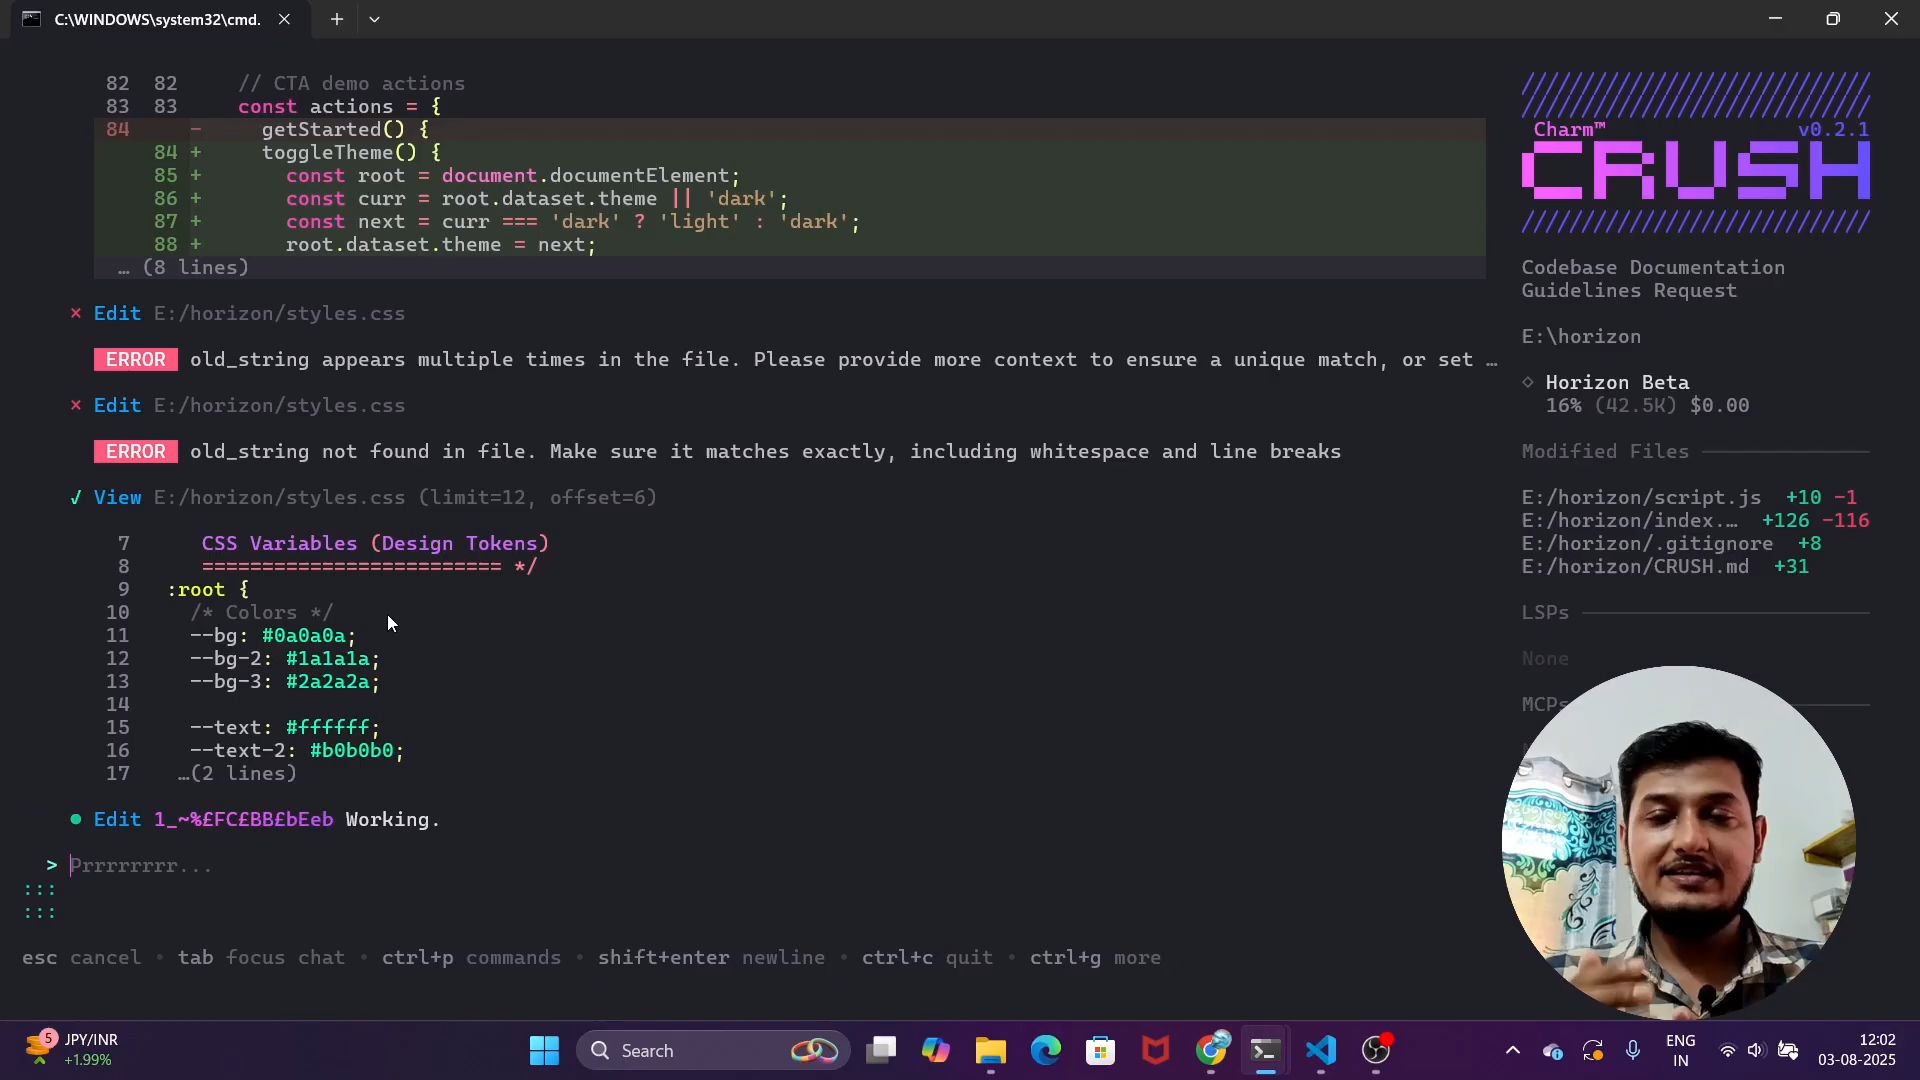 C:\WINDOWS\system32\cmd.
82 82 // CTA demo actions
83 83 const actions = {
84 - getStarted() {
84 + toggleTheme() {
85 + const root = document.documentElement;
86 + const curr = root.dataset.theme || 'dark';
87 + const next = curr === 'dark' ? 'light' : 'dark';
88 + root.dataset.theme = next;
… (8 lines)
× Edit E:/horizon/styles.css
ERROR old_string appears multiple times in the file. Please provide more context to ensure a unique match, or set …
× Edit E:/horizon/styles.css
ERROR old_string not found in file. Make sure it matches exactly, including whitespace and line breaks
✓ View E:/horizon/styles.css (limit=12, offset=6)
7 CSS Variables (Design Tokens)
8 ========================= */
9 :root {
10 /* Colors */
11 --bg: #0a0a0a;
12 --bg-2: #1a1a1a;
13 --bg-3: #2a2a2a;
14
15 --text: #ffffff;
16 --text-2: #b0b0b0;
17 …(2 lines)
● Edit 1_~%£FC£BB£bEeb Working.
> Prrrrrrrr...
:::
:::
esc cancel • tab focus chat • ctrl+p commands • shift+enter newline • ctrl+c quit • ctrl+g more
Charm™ v0.2.1
CRUSH
Codebase Documentation
Guidelines Request
E:\horizon
◇ Horizon Beta
16% (42.5K) $0.00
Modified Files
E:/horizon/script.js +10 -1
E:/horizon/index.… +126 -116
E:/horizon/.gitignore +8
E:/horizon/CRUSH.md +31
LSPs
None
MCPs
5
JPY/INR
+1.99%
Search
ENG
IN
12:02
03-08-2025